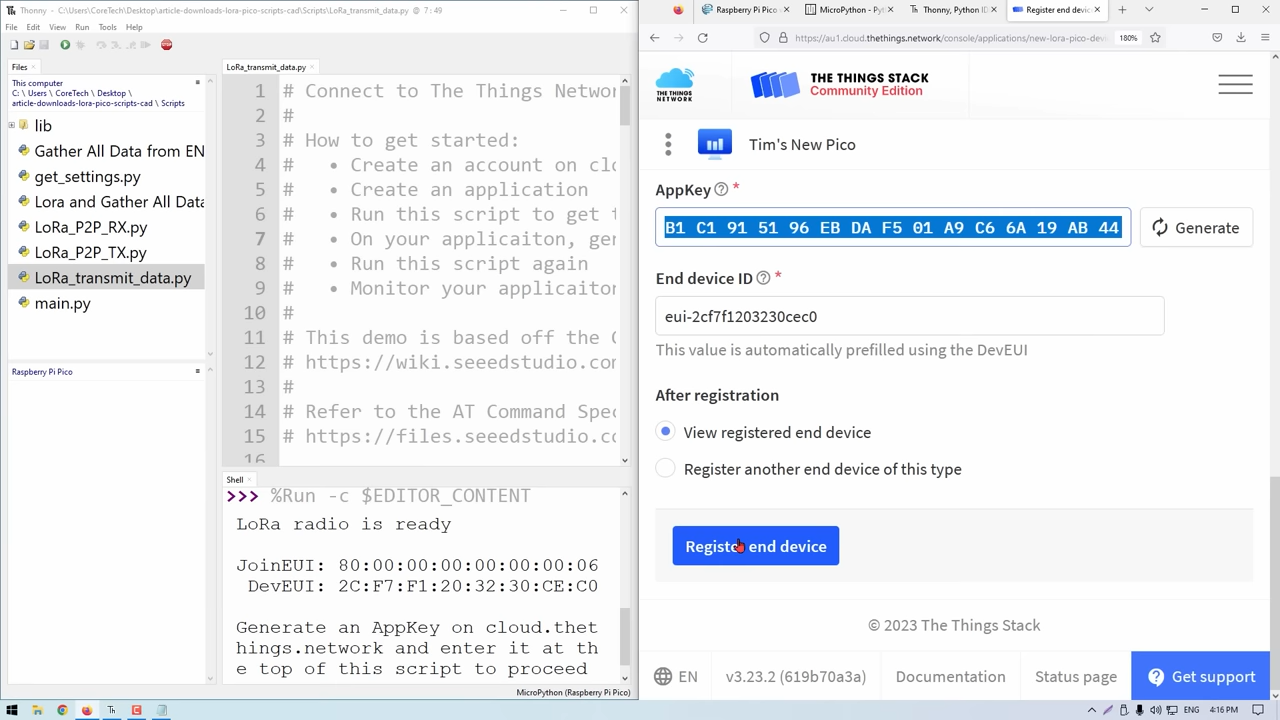 Thonny - C:\Users\CoreTech\Desktop\article-downloads-lora-pico-scripts-cad\Scripts\LoRa_transmit_data.py @ 7:49
File Edit View Run Tools Help
Files
This computer
C: \ Users \ CoreTech \ Desktop \
article-downloads-lora-pico-scripts-cad \ Scripts
lib
Gather All Data from EN
get_settings.py
Lora and Gather All Data
LoRa_P2P_RX.py
LoRa_P2P_TX.py
LoRa_transmit_data.py
main.py
Raspberry Pi Pico
LoRa_transmit_data.py
1 # Connect to The Things Networ
2 #
3 # How to get started:
4 # • Create an account on clo
5 # • Create an application
6 # • Run this script to get t
7 # • On your applicaiton, gen
8 # • Run this script again
9 # • Monitor your applicaiton
10 #
11 # This demo is based off the
12 # https://wiki.seeedstudio.com
13 #
14 # Refer to the AT Command Spec
15 # https://files.seeedstudio.co
16
Shell
>>> %Run -c $EDITOR_CONTENT
LoRa radio is ready
JoinEUI: 80:00:00:00:00:00:00:06
DevEUI: 2C:F7:F1:20:32:30:CE:C0
Generate an AppKey on cloud.thet
hings.network and enter it at th
e top of this script to proceed
MicroPython (Raspberry Pi Pico)
Raspberry Pi Pico
MicroPython - Pyt
Thonny, Python ID
Register end devic
https://au1.cloud.thethings.network/console/applications/new-lora-pico-dev
180%
THE THINGS NETWORK
THE THINGS STACK
Community Edition
Tim's New Pico
AppKey *
B1 C1 91 51 96 EB DA F5 01 A9 C6 6A 19 AB 44
Generate
End device ID *
eui-2cf7f1203230cec0
This value is automatically prefilled using the DevEUI
After registration
View registered end device
Register another end device of this type
Register end device
© 2023 The Things Stack
EN
v3.23.2 (619b70a3a)
Documentation
Status page
Get support
ENG 4:16 PM